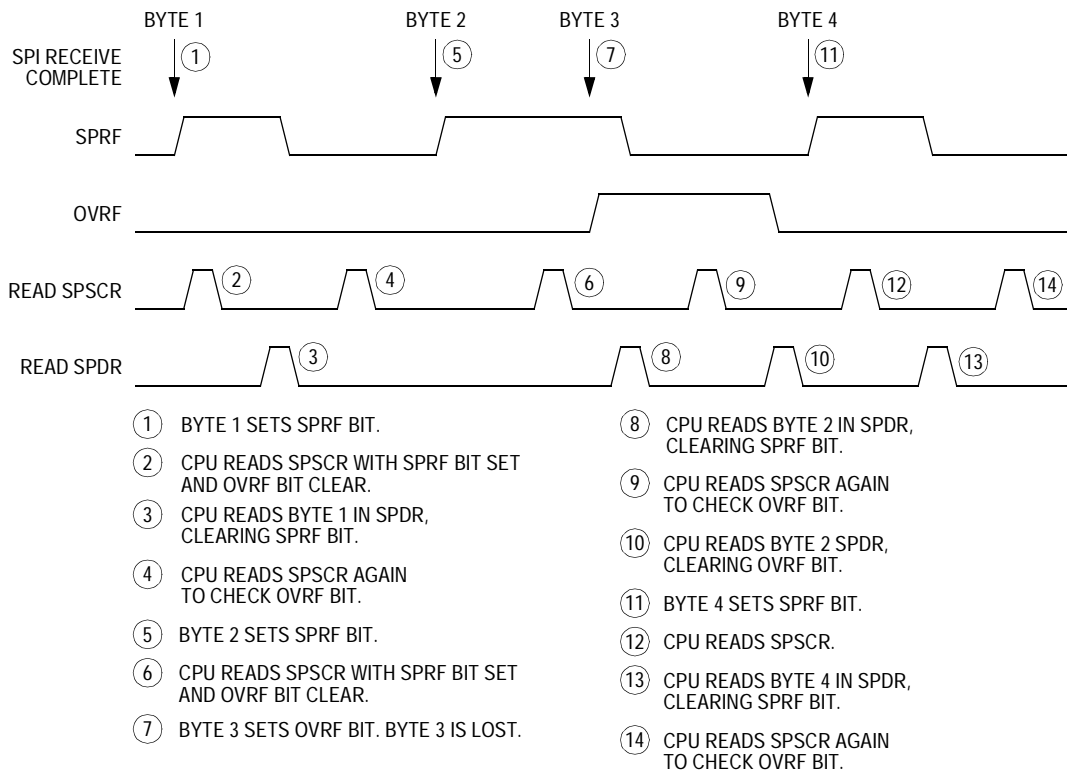 BYTE 1
BYTE 2
BYTE 3
BYTE 4
SPI RECEIVE
COMPLETE
1
5
7
11
SPRF
OVRF
READ SPSCR
2
4
6
9
12
14
READ SPDR
3
8
10
13
1 BYTE 1 SETS SPRF BIT.
2 CPU READS SPSCR WITH SPRF BIT SET
AND OVRF BIT CLEAR.
3 CPU READS BYTE 1 IN SPDR,
CLEARING SPRF BIT.
4 CPU READS SPSCR AGAIN
TO CHECK OVRF BIT.
5 BYTE 2 SETS SPRF BIT.
6 CPU READS SPSCR WITH SPRF BIT SET
AND OVRF BIT CLEAR.
7 BYTE 3 SETS OVRF BIT. BYTE 3 IS LOST.
8 CPU READS BYTE 2 IN SPDR,
CLEARING SPRF BIT.
9 CPU READS SPSCR AGAIN
TO CHECK OVRF BIT.
10 CPU READS BYTE 2 SPDR,
CLEARING OVRF BIT.
11 BYTE 4 SETS SPRF BIT.
12 CPU READS SPSCR.
13 CPU READS BYTE 4 IN SPDR,
CLEARING SPRF BIT.
14 CPU READS SPSCR AGAIN
TO CHECK OVRF BIT.